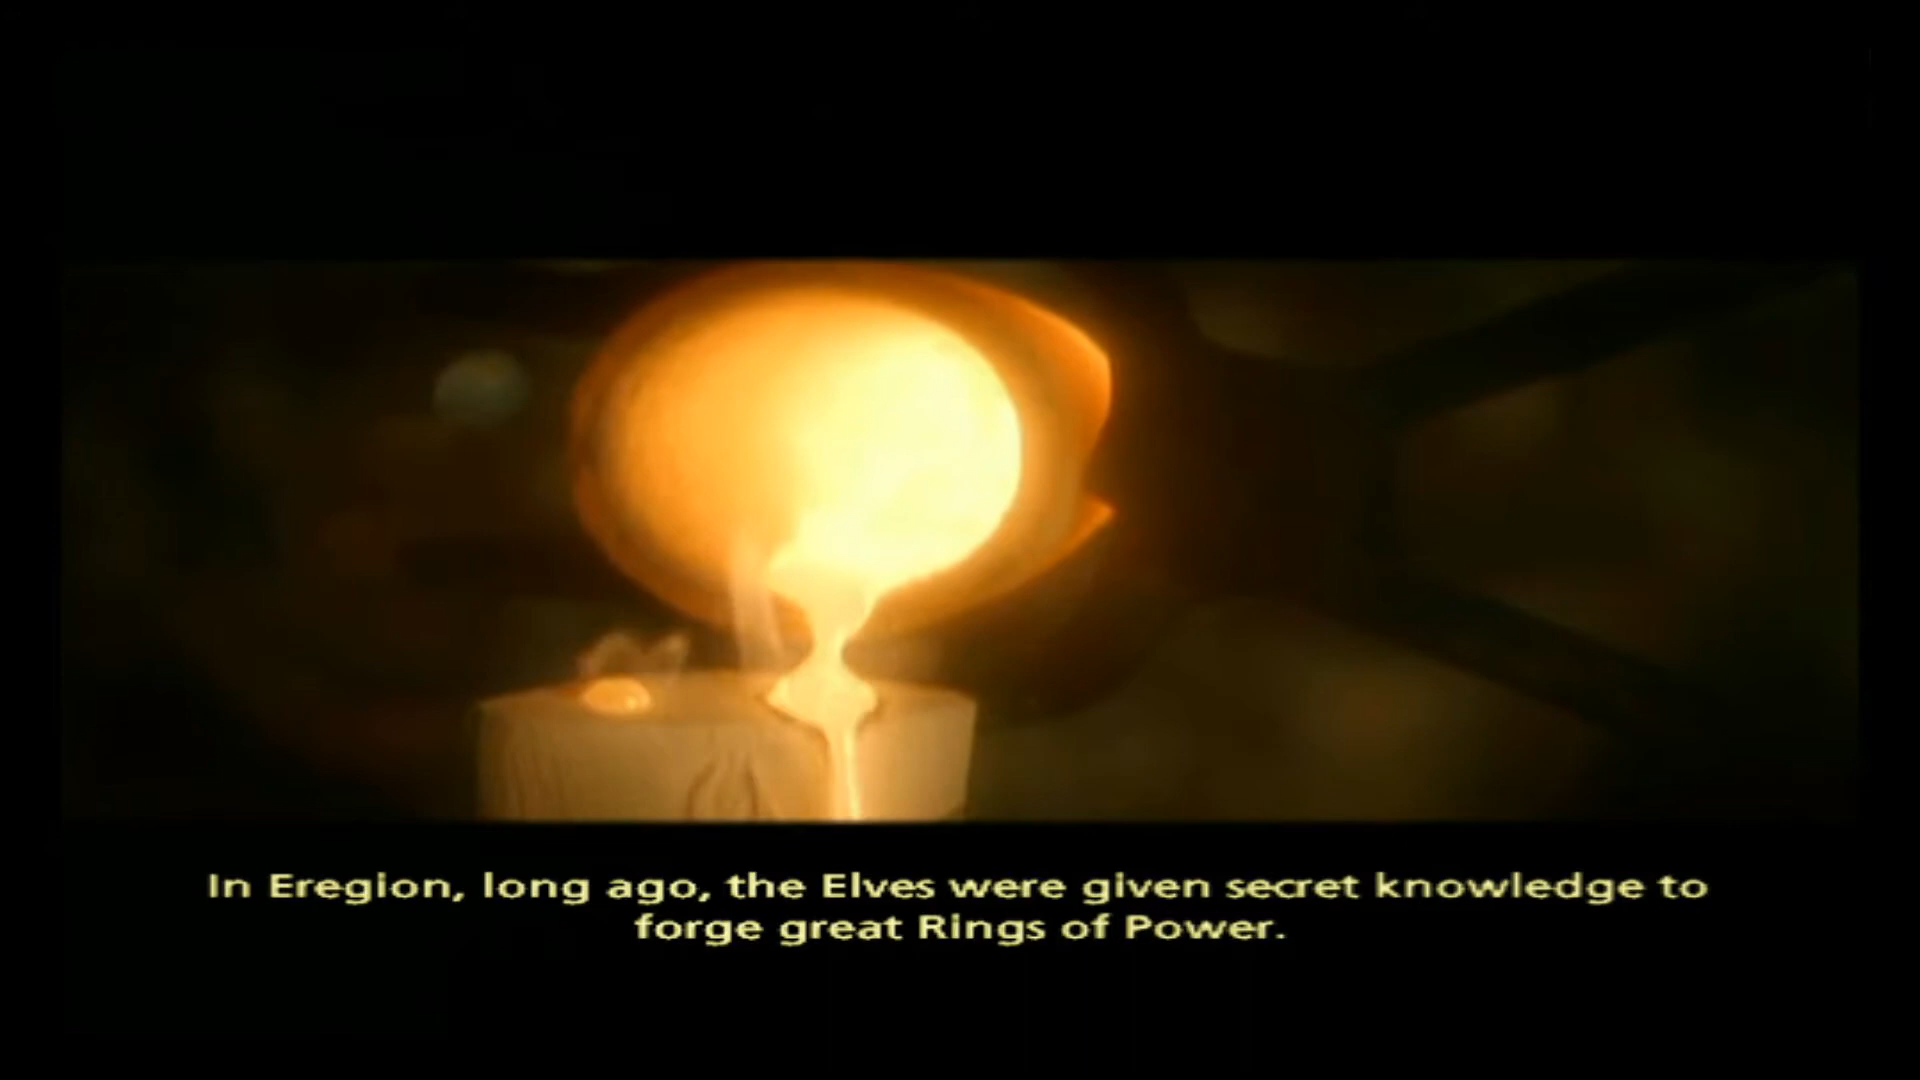 In Eregion, long ago, the Elves were given secret knowledge to
forge great Rings of Power.